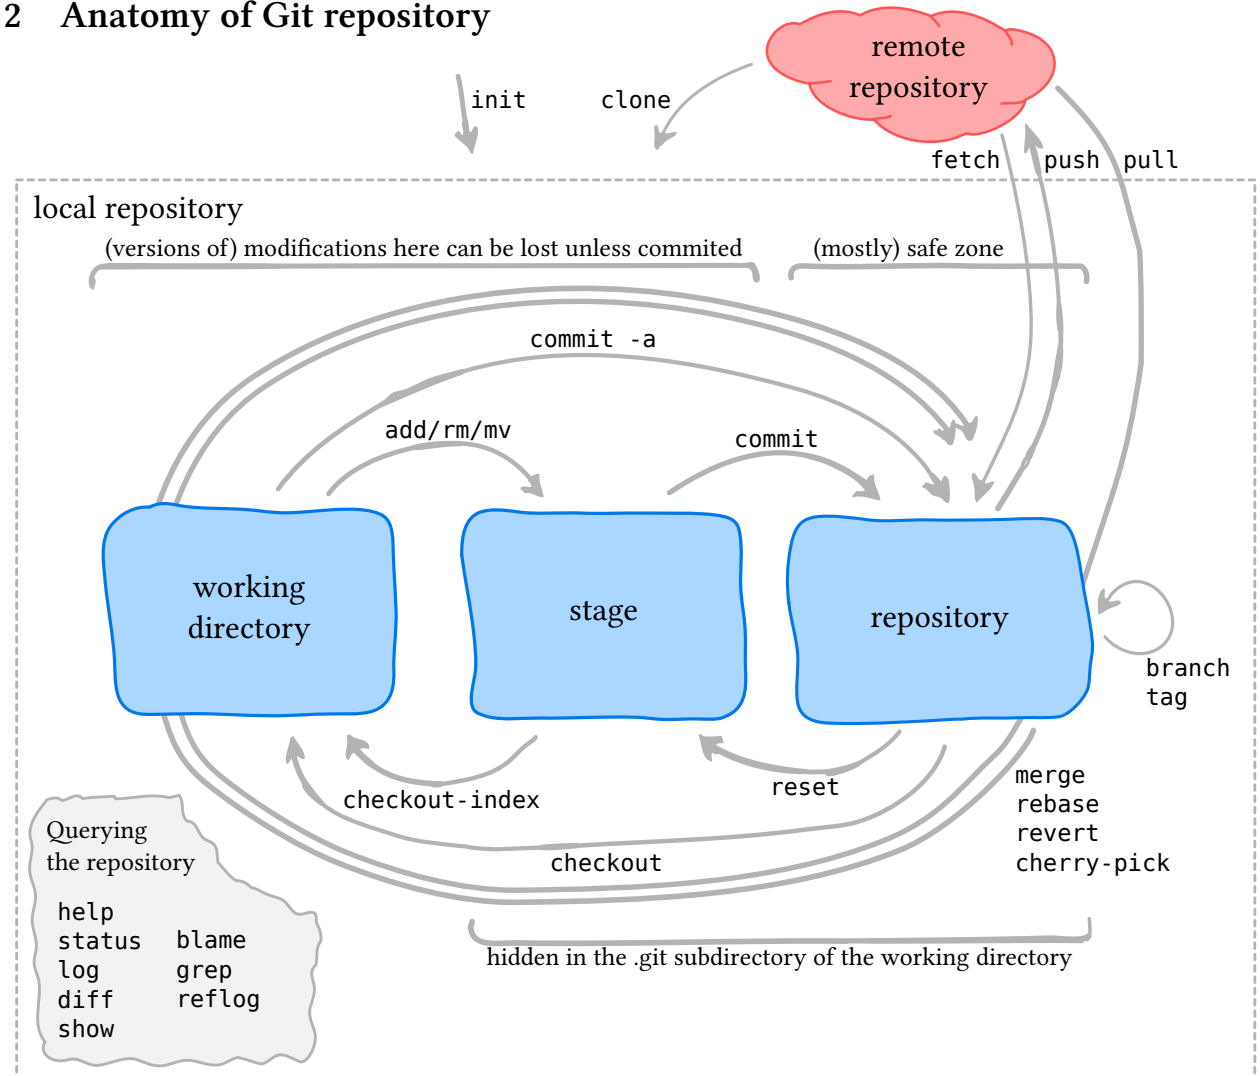 2 Anatomy of Git repository
remote
repository
init
clone
fetch
push
pull
local repository
(versions of) modifications here can be lost unless commited
(mostly) safe zone
commit -a
add/rm/mv
commit
working
directory
stage
repository
branch
tag
checkout-index
reset
merge
rebase
revert
cherry-pick
checkout
Querying
the repository
help
status blame
log grep
diff reflog
show
hidden in the .git subdirectory of the working directory